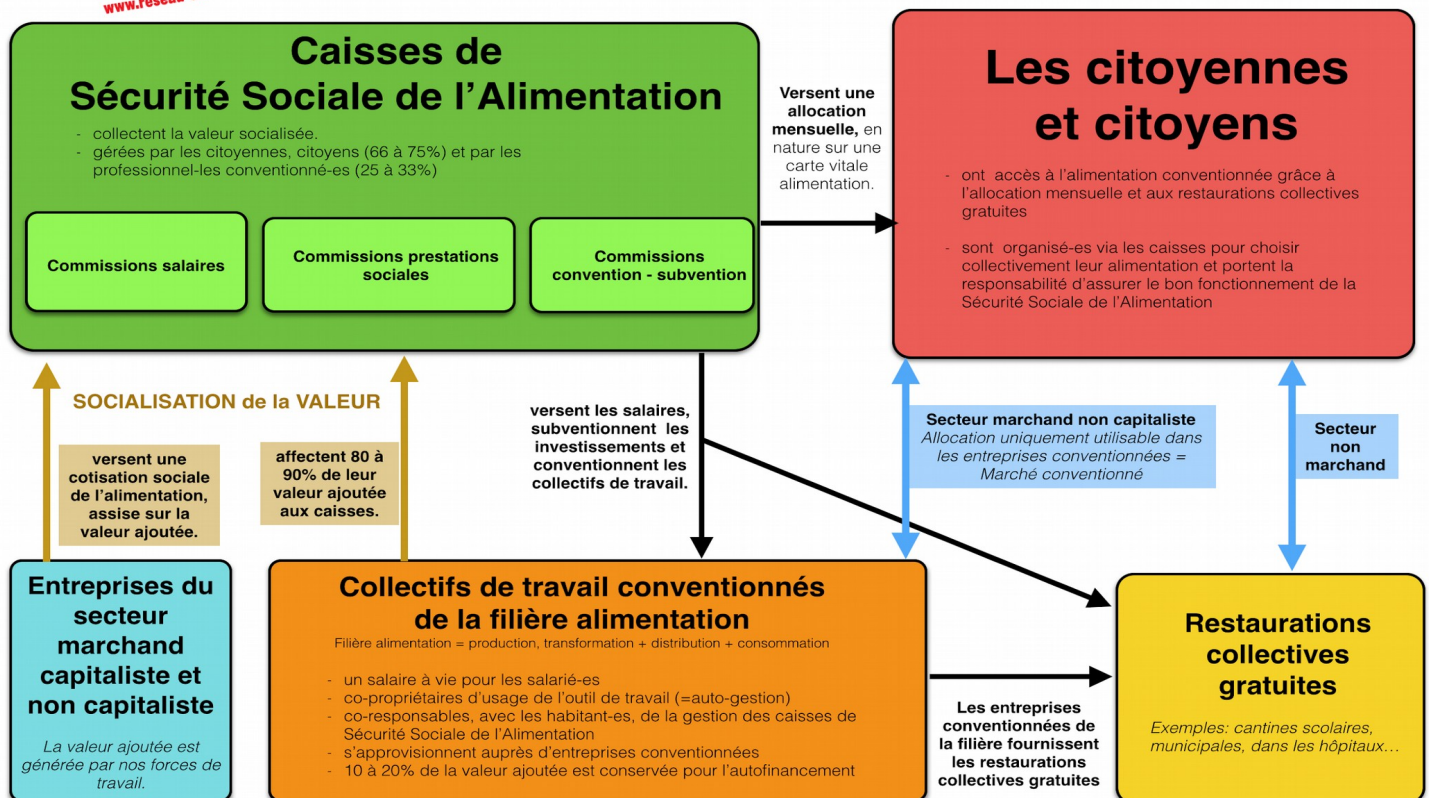 Caisses de
Sécurité Sociale de l'Alimentation
- collectent la valeur socialisée.
- gérées par les citoyennes, citoyens (66 à 75%) et par les
professionnel-les conventionné-es (25 à 33%)
Commissions salaires
Commissions prestations
sociales
Commissions
convention - subvention
Versent une
allocation
mensuelle, en
nature sur une
carte vitale
alimentation.
Les citoyennes
et citoyens
- ont accès à l'alimentation conventionnée grâce à
l'allocation mensuelle et aux restaurations collectives
gratuites
- sont organisé-es via les caisses pour choisir
collectivement leur alimentation et portent la
responsabilité d'assurer le bon fonctionnement de la
Sécurité Sociale de l'Alimentation
SOCIALISATION de la VALEUR
versent une
cotisation sociale
de l'alimentation,
assise sur la
valeur ajoutée.
affectent 80 à
90% de leur
valeur ajoutée
aux caisses.
versent les salaires,
subventionnent les
investissements et
conventionnent les
collectifs de travail.
Secteur marchand non capitaliste
Allocation uniquement utilisable dans
les entreprises conventionnées =
Marché conventionné
Secteur
non
marchand
Entreprises du
secteur
marchand
capitaliste et
non capitaliste
La valeur ajoutée est
générée par nos forces de
travail.
Collectifs de travail conventionnés
de la filière alimentation
Filière alimentation = production, transformation + distribution + consommation
- un salaire à vie pour les salarié-es
- co-propriétaires d'usage de l'outil de travail (=auto-gestion)
- co-responsables, avec les habitant-es, de la gestion des caisses de
Sécurité Sociale de l'Alimentation
- s'approvisionnent auprès d'entreprises conventionnées
- 10 à 20% de la valeur ajoutée est conservée pour l'autofinancement
Les entreprises
conventionnées de
la filière fournissent
les restaurations
collectives gratuites
Restaurations
collectives
gratuites
Exemples: cantines scolaires,
municipales, dans les hôpitaux…